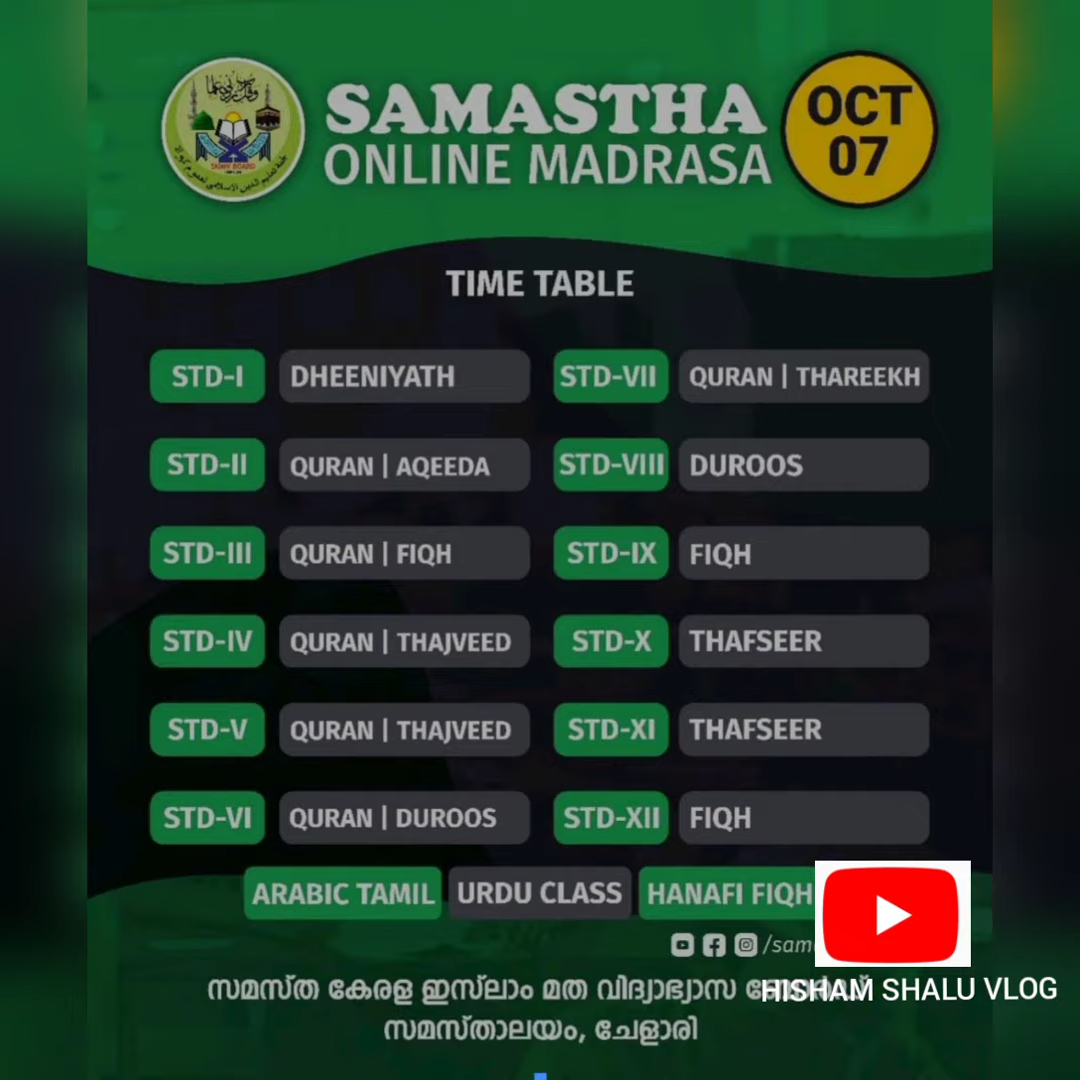 SAMASTHA
ONLINE MADRASA
OCT
07
SKIMV BOARD
TIME TABLE
STD-I DHEENIYATH
STD-II QURAN | AQEEDA
STD-III QURAN | FIQH
STD-IV QURAN | THAJVEED
STD-V QURAN | THAJVEED
STD-VI QURAN | DUROOS
STD-VII QURAN | THAREEKH
STD-VIII DUROOS
STD-IX FIQH
STD-X THAFSEER
STD-XI THAFSEER
STD-XII FIQH
ARABIC TAMIL URDU CLASS HANAFI FIQH
/sam
സമസ്ത കേരള ഇസ്‌ലാം മത വിദ്യാഭ്യാസ
HISHAM SHALU VLOG
സമസ്താലയം, ചേളാരി